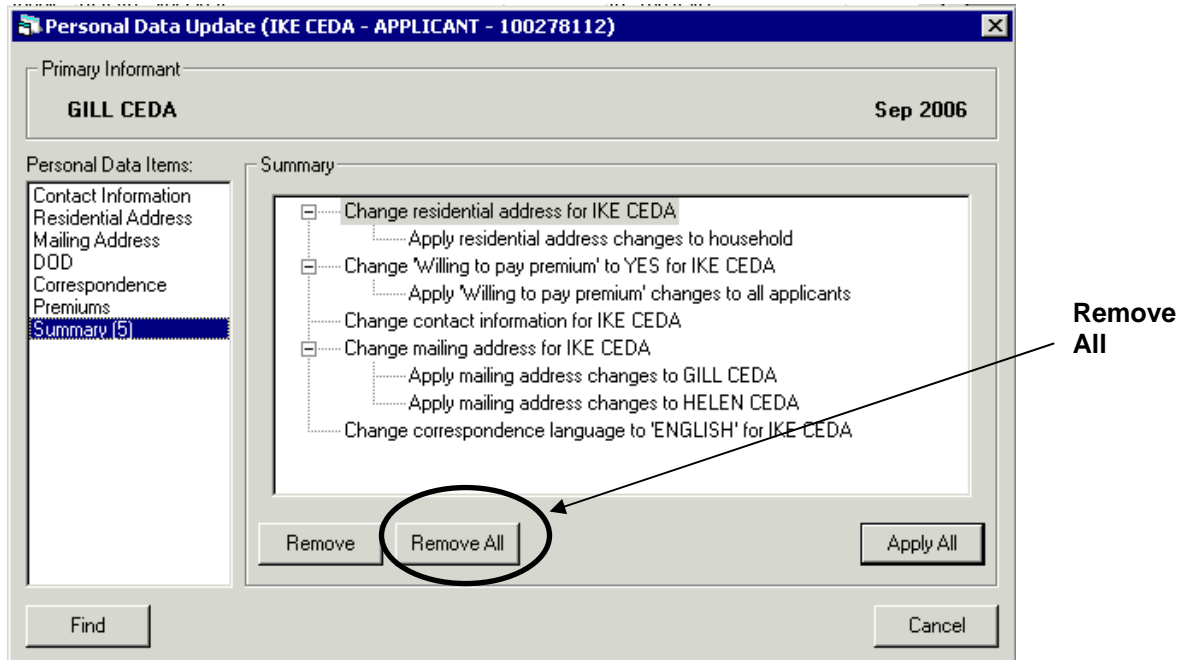 Personal Data Update (IKE CEDA - APPLICANT - 100278112)
Primary Informant
GILL CEDA
Sep 2006
Personal Data Items:
Contact Information
Residential Address
Mailing Address
DOD
Correspondence
Premiums
Summary (5)
Summary
Change residential address for IKE CEDA
Apply residential address changes to household
Change 'Willing to pay premium' to YES for IKE CEDA
Apply 'Willing to pay premium' changes to all applicants
Change contact information for IKE CEDA
Change mailing address for IKE CEDA
Apply mailing address changes to GILL CEDA
Apply mailing address changes to HELEN CEDA
Change correspondence language to 'ENGLISH' for IKE CEDA
Remove
Remove All
Apply All
Find
Cancel
Remove
All